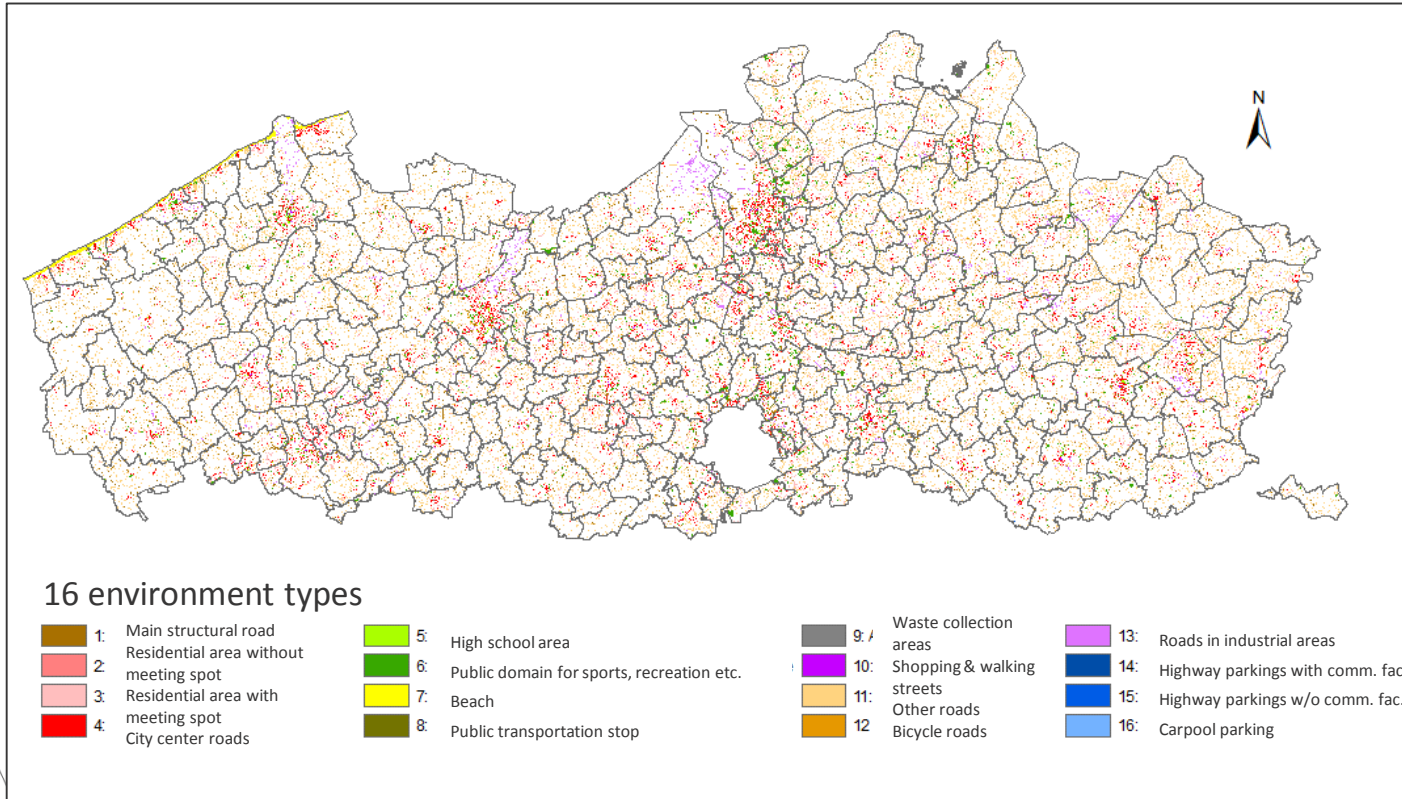 N
16 environment types
1: Main structural road
2: Residential area without
meeting spot
3: Residential area with
meeting spot
4: City center roads
5: High school area
6: Public domain for sports, recreation etc.
7: Beach
8: Public transportation stop
9: Waste collection
areas
10: Shopping & walking
streets
11: Other roads
12 Bicycle roads
13: Roads in industrial areas
14: Highway parkings with comm. fac
15: Highway parkings w/o comm. fac.
16: Carpool parking